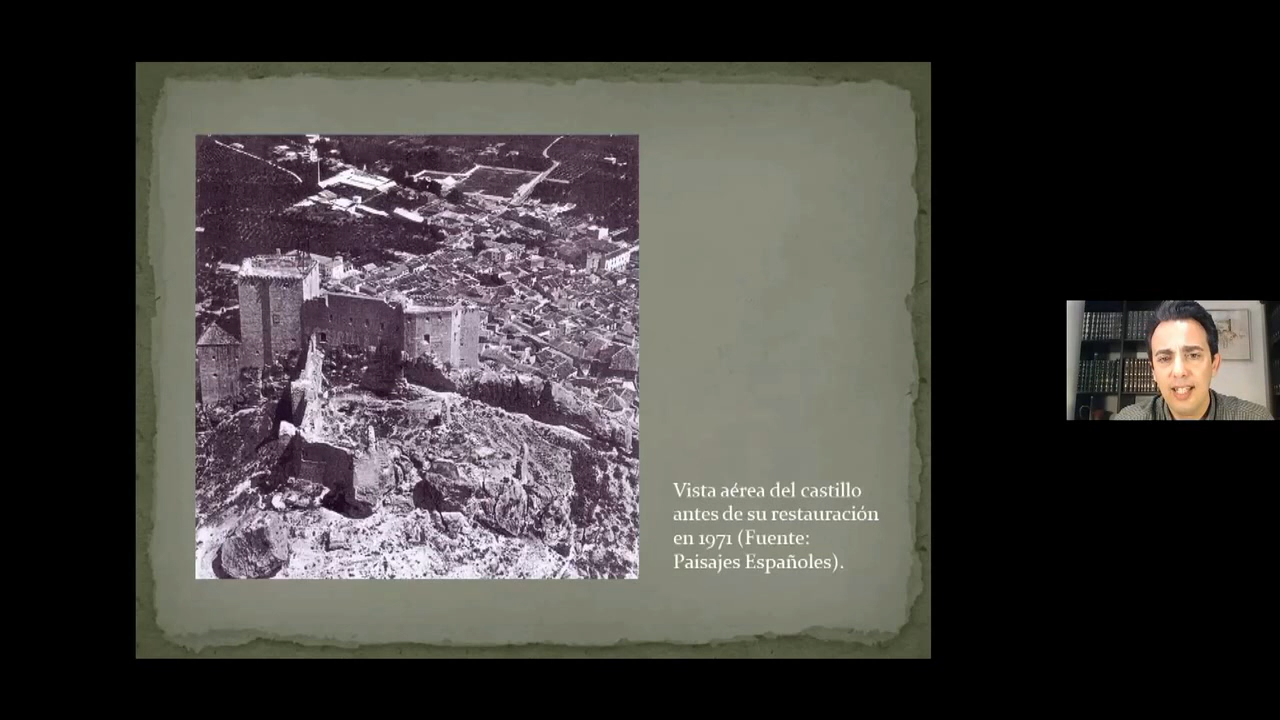 Vista aérea del castillo
antes de su restauración
en 1971 (Fuente:
Paisajes Españoles).